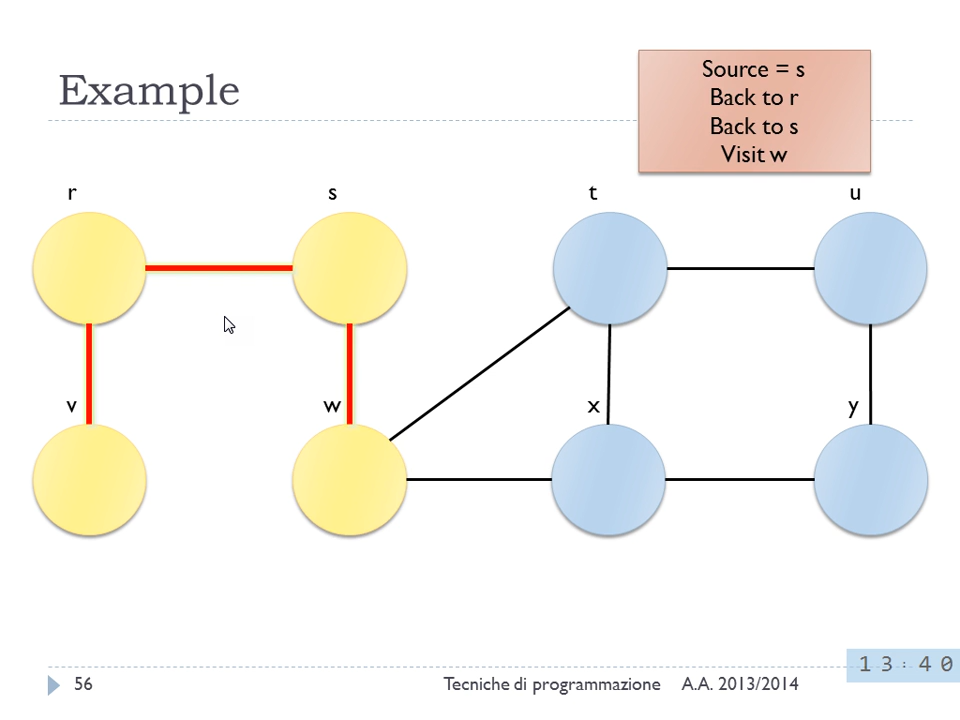 Example
Source = s
Back to r
Back to s
Visit w
r s t u
v w x y
56 Tecniche di programmazione A.A. 2013/2014
13:40